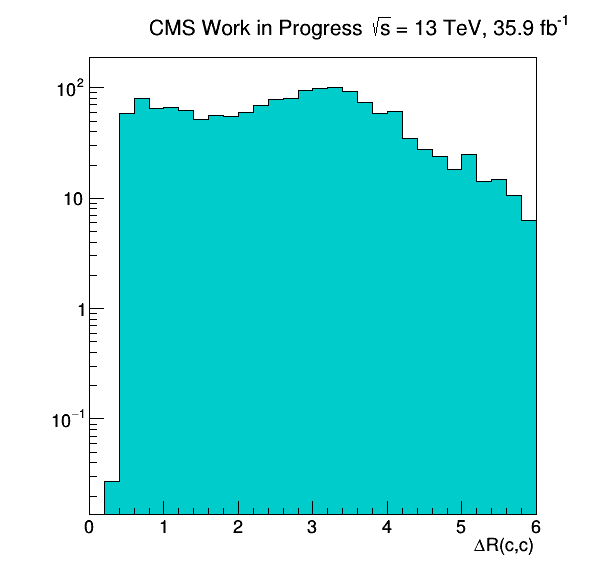 CMS Work in Progress √s = 13 TeV, 35.9 fb⁻¹
10²
10
1
10⁻¹
0 1 2 3 4 5 6
ΔR(c,c)